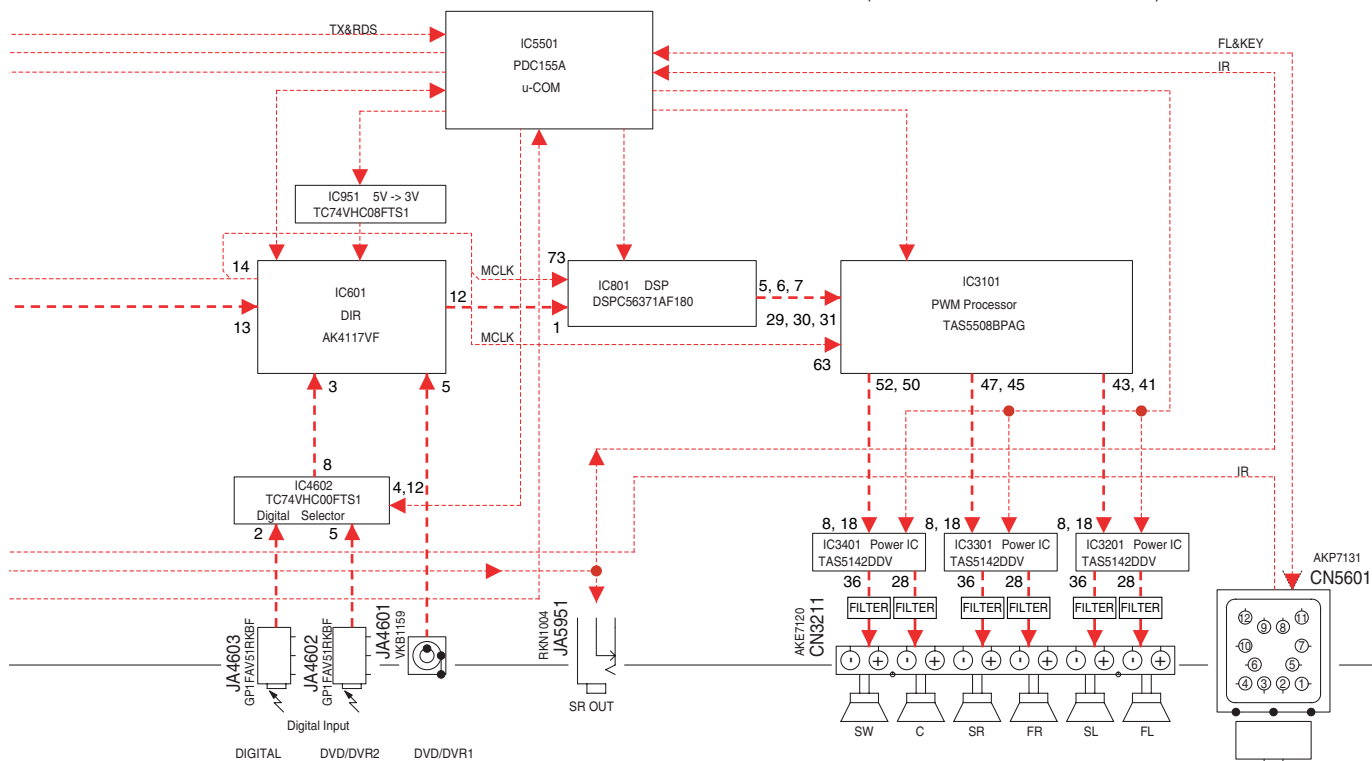 TX&RDS
IC5501
PDC155A
u-COM
FL&KEY
IR
IC951 5V -> 3V
TC74VHC08FTS1
14
13
IC601
DIR
AK4117VF
12
MCLK
73
1
MCLK
IC801 DSP
DSPC56371AF180
5, 6, 7
29, 30, 31
63
IC3101
PWM Processor
TAS5508BPAG
3
5
52, 50
47, 45
43, 41
8
IC4602
TC74VHC00FTS1
Digital Selector
4,12
2
5
IR
8, 18
8, 18
8, 18
IC3401 Power IC
TAS5142DDV
IC3301 Power IC
TAS5142DDV
IC3201 Power IC
TAS5142DDV
36
28
36
28
36
28
FILTER
FILTER
FILTER
FILTER
FILTER
FILTER
AKP7131
CN5601
JA4603
GP1FAV51RKBF
JA4602
GP1FAV51RKBF
JA4601
VKB1159
RKN1004
JA5951
AKE7120
CN3211
- + - + - + - + - + - +
12
9
8
11
10
7
6
5
4
3
2
1
SR OUT
SW
C
SR
FR
SL
FL
Digital Input
DIGITAL
DVD/DVR2
DVD/DVR1